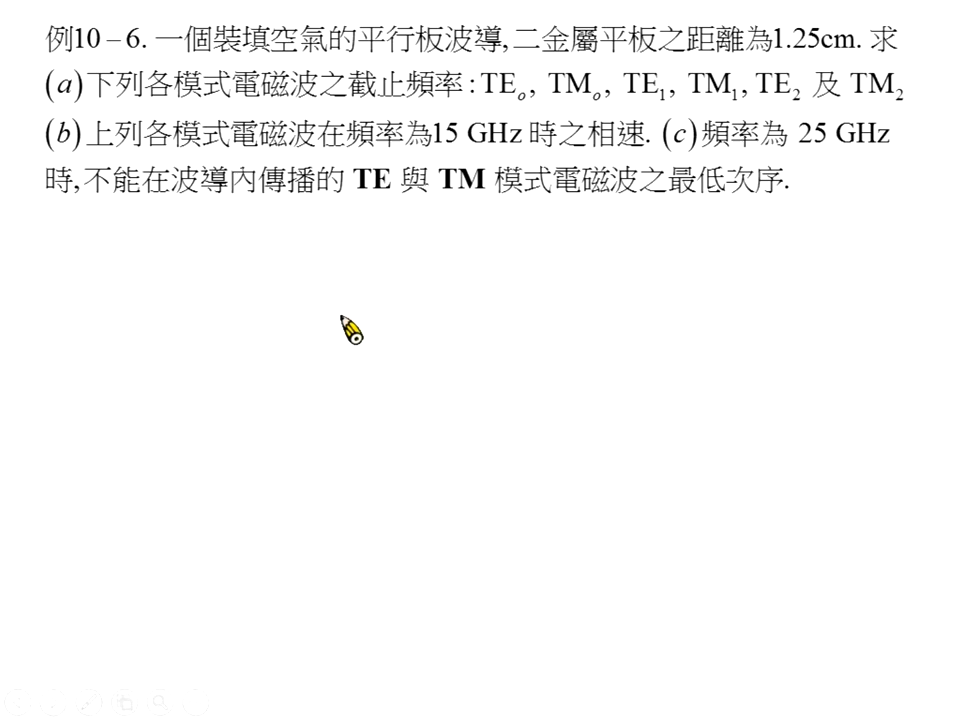 例10 – 6. 一個裝填空氣的平行板波導,二金屬平板之距離為1.25cm. 求
(a)下列各模式電磁波之截止頻率:TEₒ, TMₒ, TE₁, TM₁, TE₂ 及 TM₂
(b)上列各模式電磁波在頻率為15 GHz 時之相速. (c)頻率為 25 GHz
時,不能在波導內傳播的 TE 與 TM 模式電磁波之最低次序.